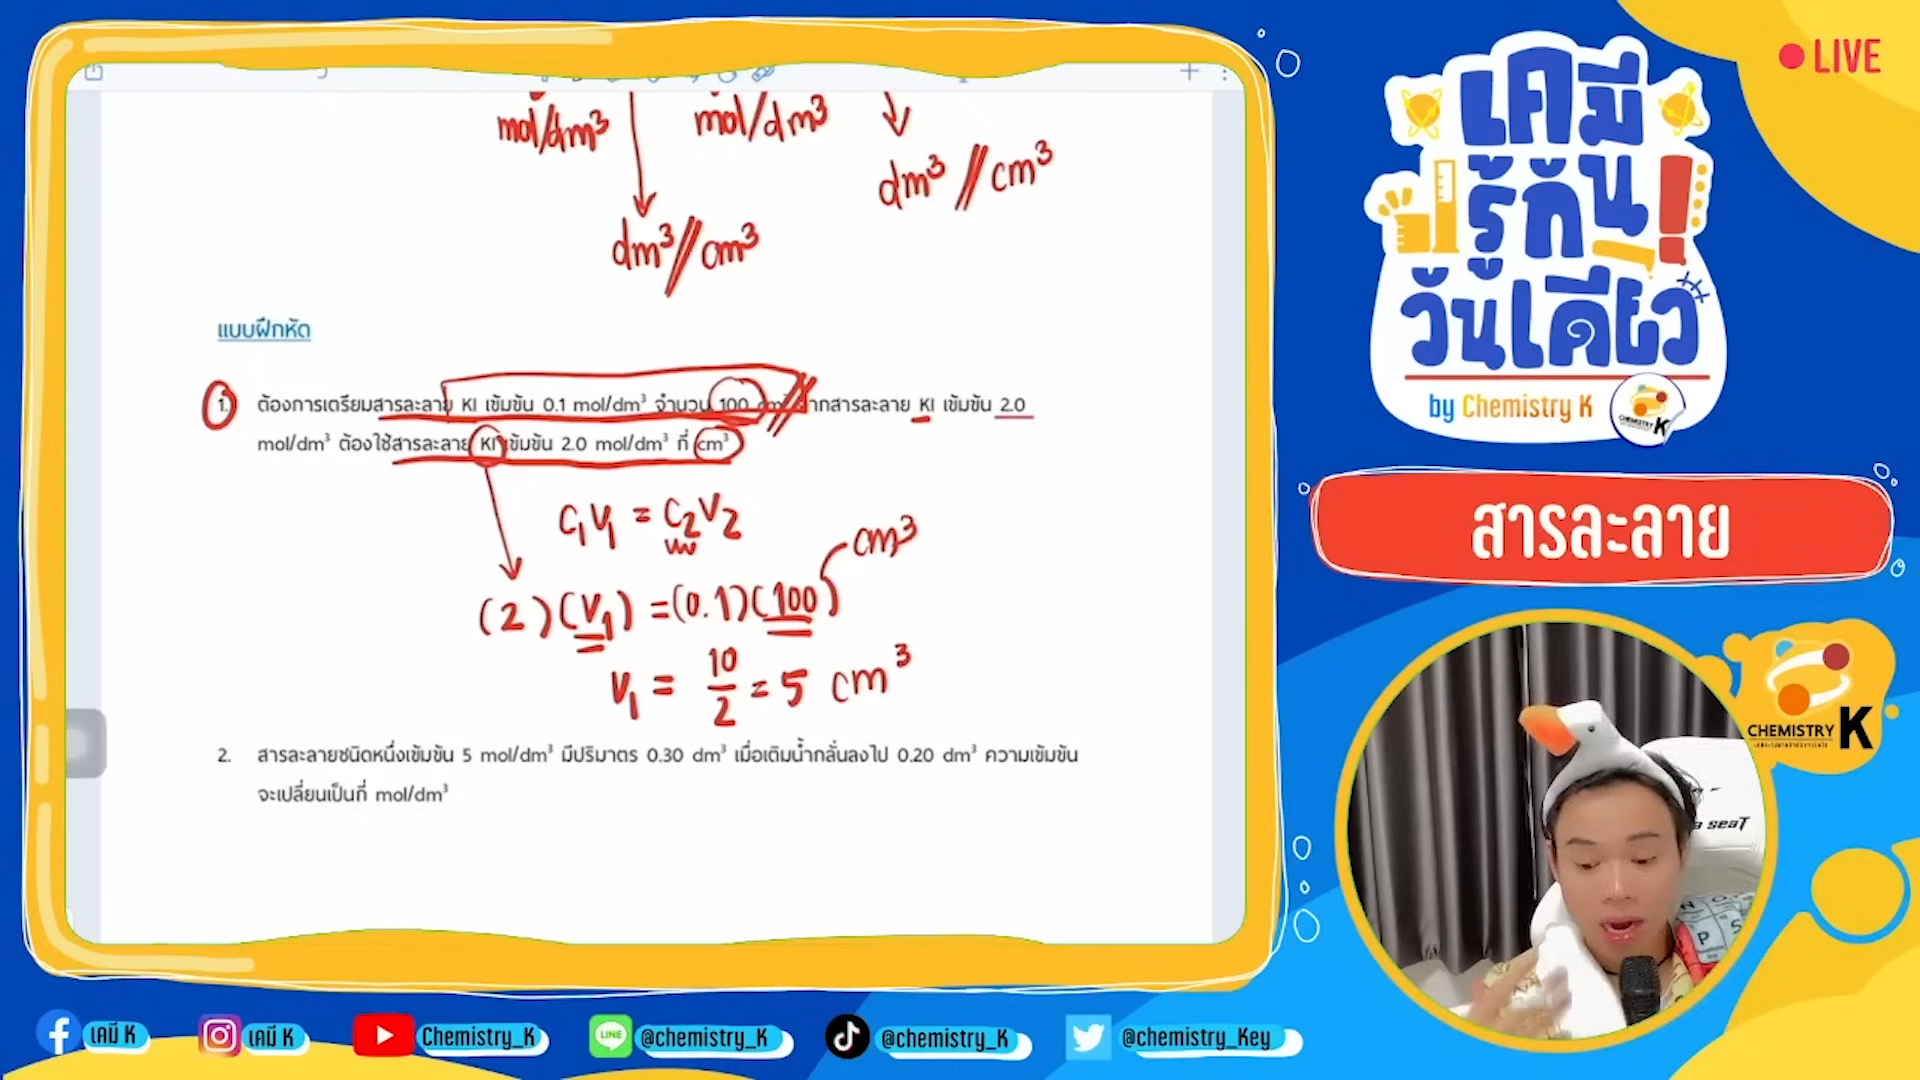 mol/dm³ mol/dm³
dm³ // cm³
dm³ // cm³
แบบฝึกหัด
1. ต้องการเตรียมสารละลาย KI เข้มข้น 0.1 mol/dm³ จำนวน 100 cm³ จากสารละลาย KI เข้มข้น 2.0
mol/dm³ ต้องใช้สารละลาย KI เข้มข้น 2.0 mol/dm³ กี่ cm³
C₁V₁ = C₂V₂
cm³
(2)(V₁) = (0.1)(100)
V₁ = 10/2 = 5 cm³
2. สารละลายชนิดหนึ่งเข้มข้น 5 mol/dm³ มีปริมาตร 0.30 dm³ เมื่อเติมน้ำกลั่นลงไป 0.20 dm³ ความเข้มข้น
จะเปลี่ยนเป็นกี่ mol/dm³
LIVE
เคมี
รู้กัน!
วันเดียว
by Chemistry K
CHEMISTRY K
สารละลาย
CHEMISTRY K
a seaT
N
P S
เคมี K
เคมี K
Chemistry_K
LINE
@chemistry_K
@chemistry_K
@chemistry_Key